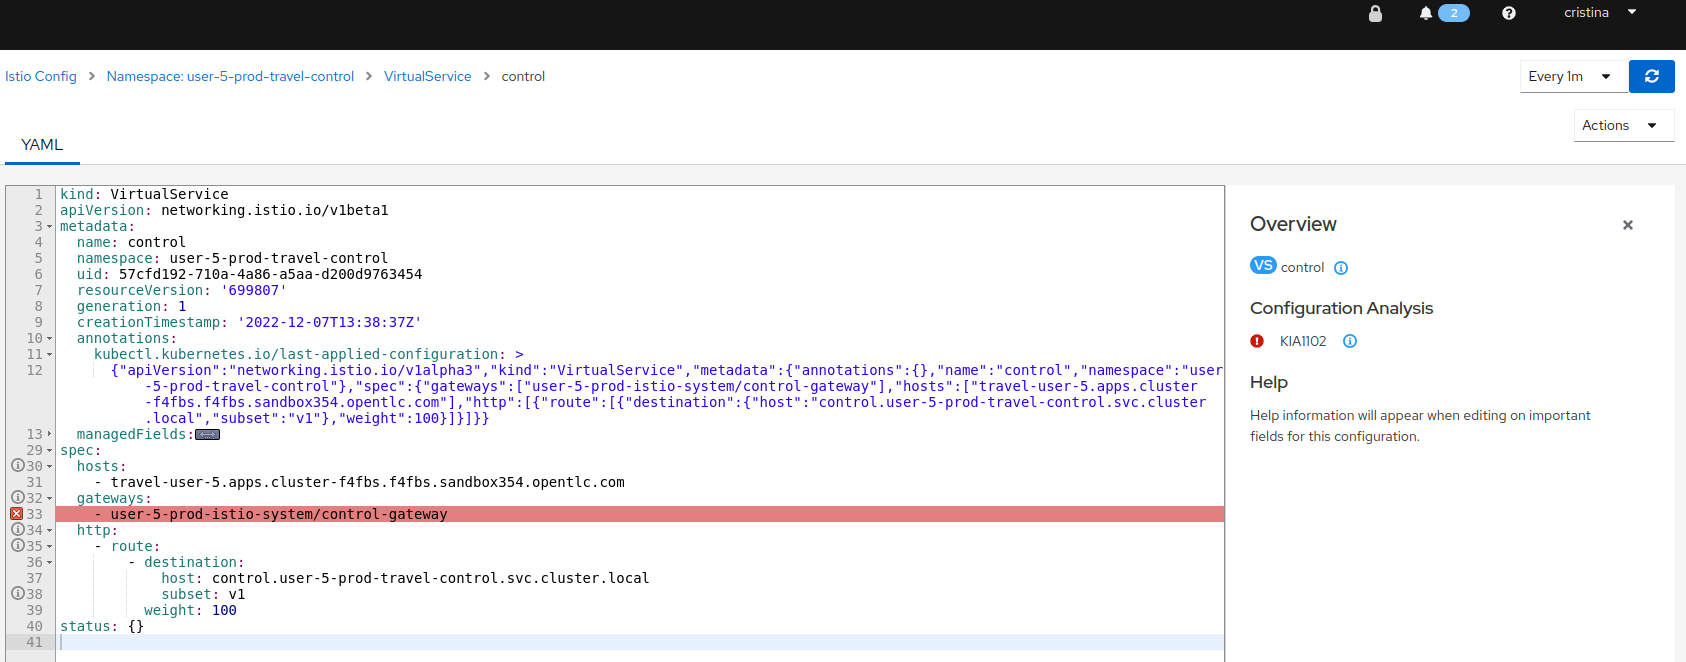 2
cristina
Istio Config > Namespace: user-5-prod-travel-control > VirtualService > control
Every 1m
Actions
YAML
1 kind: VirtualService
2 apiVersion: networking.istio.io/v1beta1
3 metadata:
4 name: control
5 namespace: user-5-prod-travel-control
6 uid: 57cfd192-710a-4a86-a5aa-d200d9763454
7 resourceVersion: '699807'
8 generation: 1
9 creationTimestamp: '2022-12-07T13:38:37Z'
10 annotations:
11 kubectl.kubernetes.io/last-applied-configuration: >
12 {"apiVersion":"networking.istio.io/v1alpha3","kind":"VirtualService","metadata":{"annotations":{},"name":"control","namespace":"user
-5-prod-travel-control"},"spec":{"gateways":["user-5-prod-istio-system/control-gateway"],"hosts":["travel-user-5.apps.cluster
-f4fbs.f4fbs.sandbox354.opentlc.com"],"http":[{"route":[{"destination":{"host":"control.user-5-prod-travel-control.svc.cluster
.local","subset":"v1"},"weight":100}]}]}}
13 managedFields:
29 spec:
30 hosts:
31 - travel-user-5.apps.cluster-f4fbs.f4fbs.sandbox354.opentlc.com
32 gateways:
33 - user-5-prod-istio-system/control-gateway
34 http:
35 - route:
36 - destination:
37 host: control.user-5-prod-travel-control.svc.cluster.local
38 subset: v1
39 weight: 100
40 status: {}
41
Overview
VS control
Configuration Analysis
KIA1102
Help
Help information will appear when editing on important
fields for this configuration.